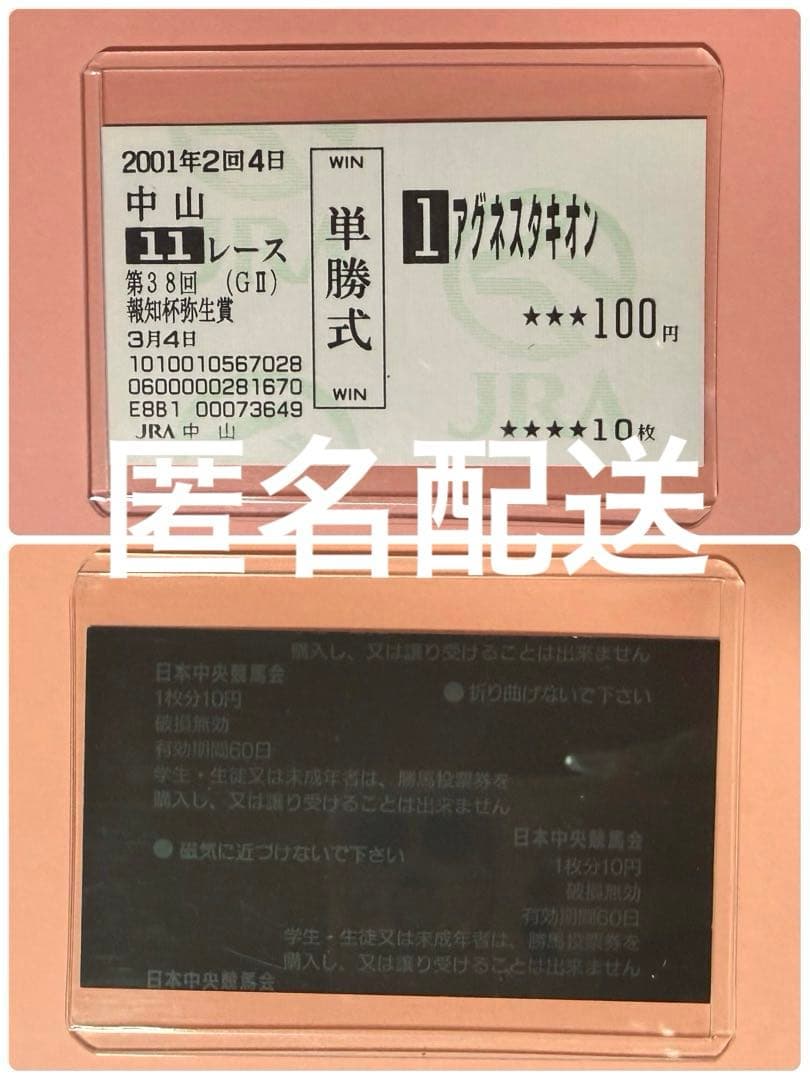 2001年2回4日
中山
11レース
第38回 (GⅡ)
報知杯弥生賞
3月4日
1010010567028
0600000281670
E8B1 00073649
JRA 中 山
WIN
単勝式
WIN
1アグネスタキオン
★★★100円
★★★★10枚
JRA
JRA
匿名配送
購入し、又は譲り受けることは出来ません
日本中央競馬会
1枚分10円
破損無効
有効期間60日
学生・生徒又は未成年者は、勝馬投票券を
購入し、又は譲り受けることは出来ません
●折り曲げないで下さい
●磁気に近づけないで下さい
日本中央競馬会
1枚分10円
破損無効
有効期間60日
学生・生徒又は未成年者は、勝馬投票券を
購入し、又は譲り受けることは出来ません
日本中央競馬会